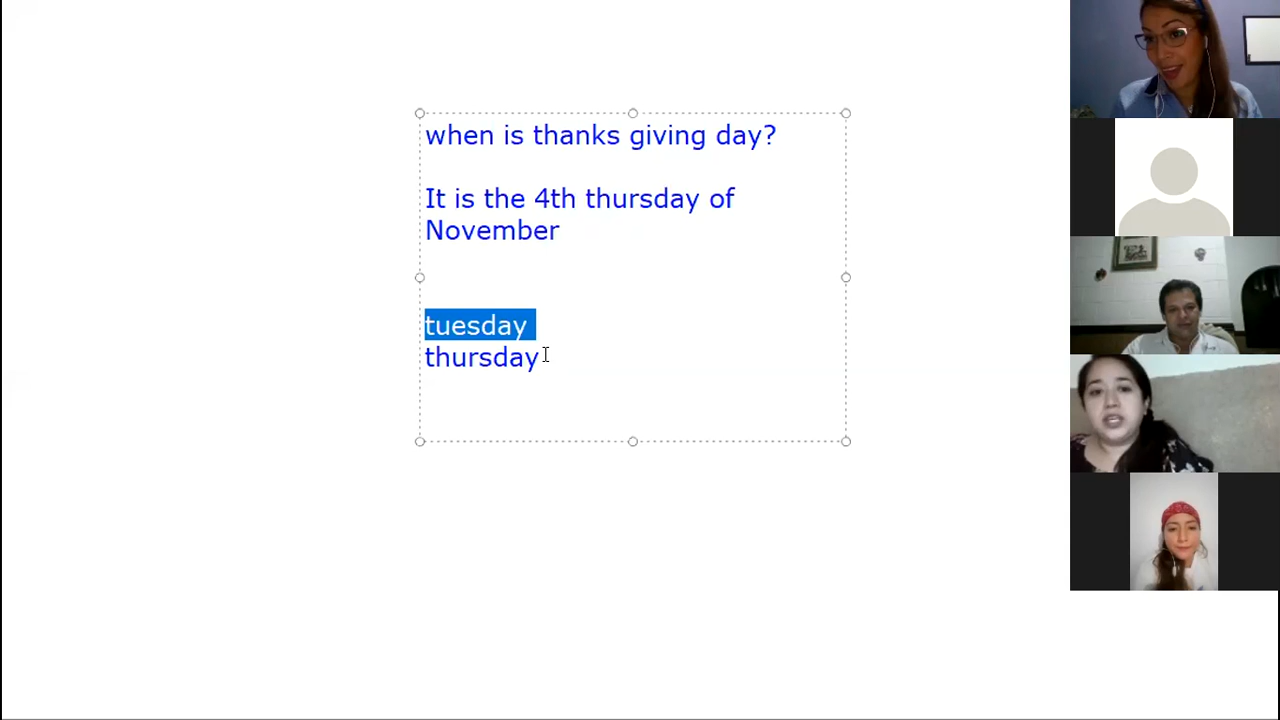 when is thanks giving day?
It is the 4th thursday of
November
tuesday
thursday